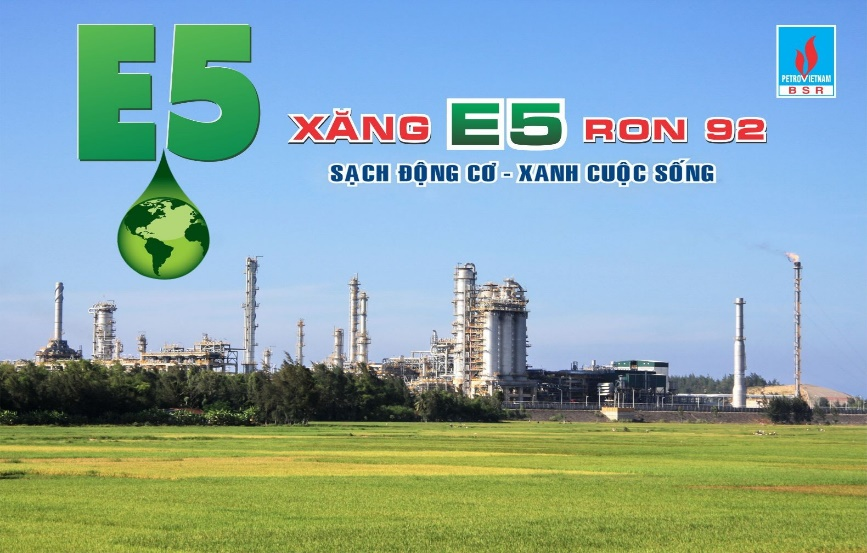 E5
XĂNG E5 RON 92
SẠCH ĐỘNG CƠ - XANH CUỘC SỐNG
PETROVIETNAM
BSR